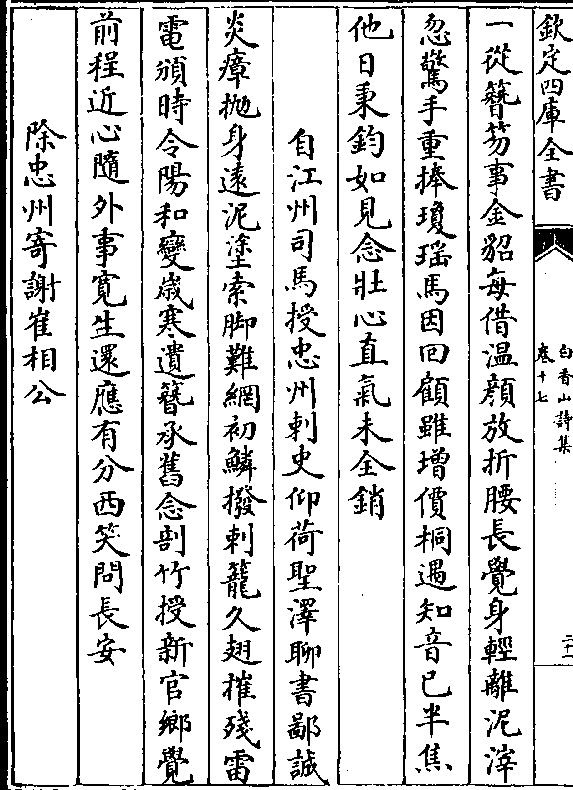 欽定四庫全書
白香山詩集
卷十七
二十一
一從簪笏事金貂每借溫顔放折腰長覺身輕離泥滓
忽驚手重捧瓊瑶馬因回顧雖增價桐遇知音已半焦
他日秉鈞如見念壯心直氣未全銷
自江州司馬授忠州刺史仰荷聖澤聊書鄙誠
炎瘴抛身遠泥塗索脚難網初鱗撥剌籠久翅摧殘雷
電頒時令陽和變歲寒遺簪承舊念剖竹授新官鄉覺
前程近心隨外事寛生還應有分西笑問長安
除忠州寄謝崔相公